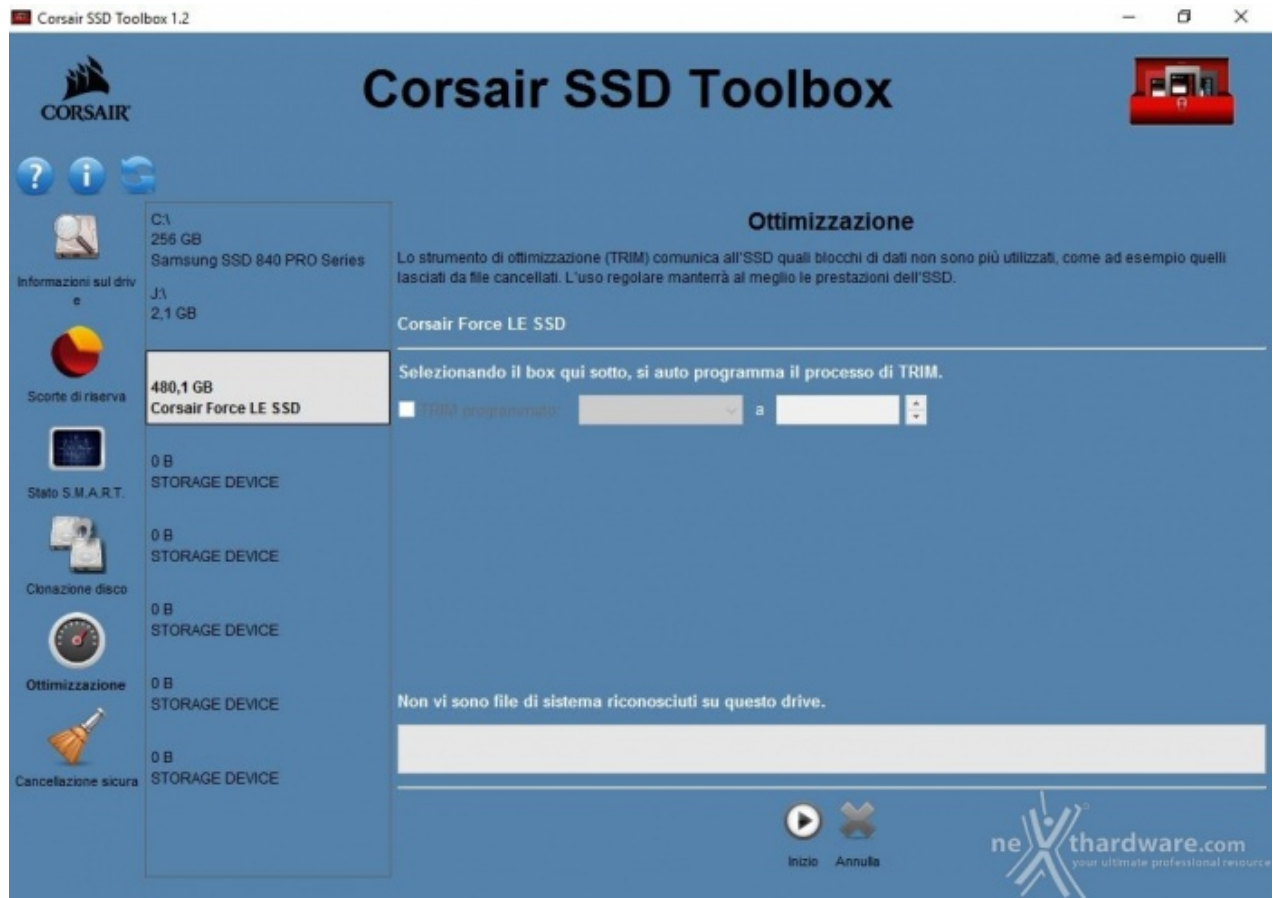 Corsair SSD Toolbox 1.2
CORSAIR
Corsair SSD Toolbox
Informazioni sul driv
e
Scorte di riserva
Stato S.M.A.R.T.
Clonazione disco
Ottimizzazione
Cancellazione sicura
C:\
256 GB
Samsung SSD 840 PRO Series
J:\
2,1 GB
480,1 GB
Corsair Force LE SSD
0 B
STORAGE DEVICE
0 B
STORAGE DEVICE
0 B
STORAGE DEVICE
0 B
STORAGE DEVICE
0 B
STORAGE DEVICE
Ottimizzazione
Lo strumento di ottimizzazione (TRIM) comunica all'SSD quali blocchi di dati non sono più utilizzati, come ad esempio quelli
lasciati da file cancellati. L'uso regolare manterrà al meglio le prestazioni dell'SSD.
Corsair Force LE SSD
Selezionando il box qui sotto, si auto programma il processo di TRIM.
TRIM programmato: a
Non vi sono file di sistema riconosciuti su questo drive.
Inizio Annulla
nexthardware.com
your ultimate professional resource